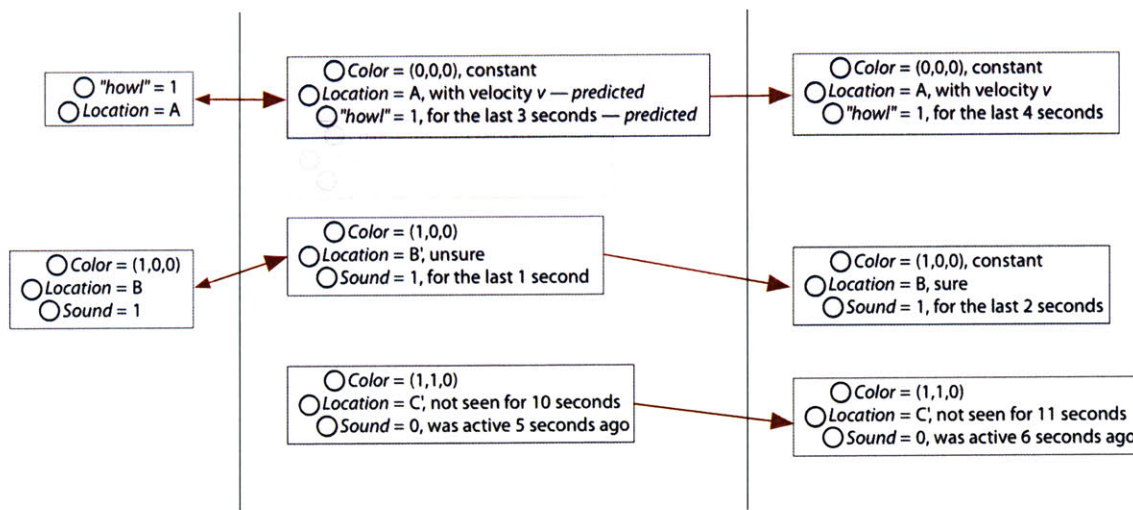 "howl" = 1
Location = A
Color = (1,0,0)
Location = B
Sound = 1
Color = (0,0,0), constant
Location = A, with velocity v — predicted
"howl" = 1, for the last 3 seconds — predicted
Color = (1,0,0)
Location = B', unsure
Sound = 1, for the last 1 second
Color = (1,1,0)
Location = C', not seen for 10 seconds
Sound = 0, was active 5 seconds ago
Color = (0,0,0), constant
Location = A, with velocity v
"howl" = 1, for the last 4 seconds
Color = (1,0,0), constant
Location = B, sure
Sound = 1, for the last 2 seconds
Color = (1,1,0)
Location = C', not seen for 11 seconds
Sound = 0, was active 6 seconds ago